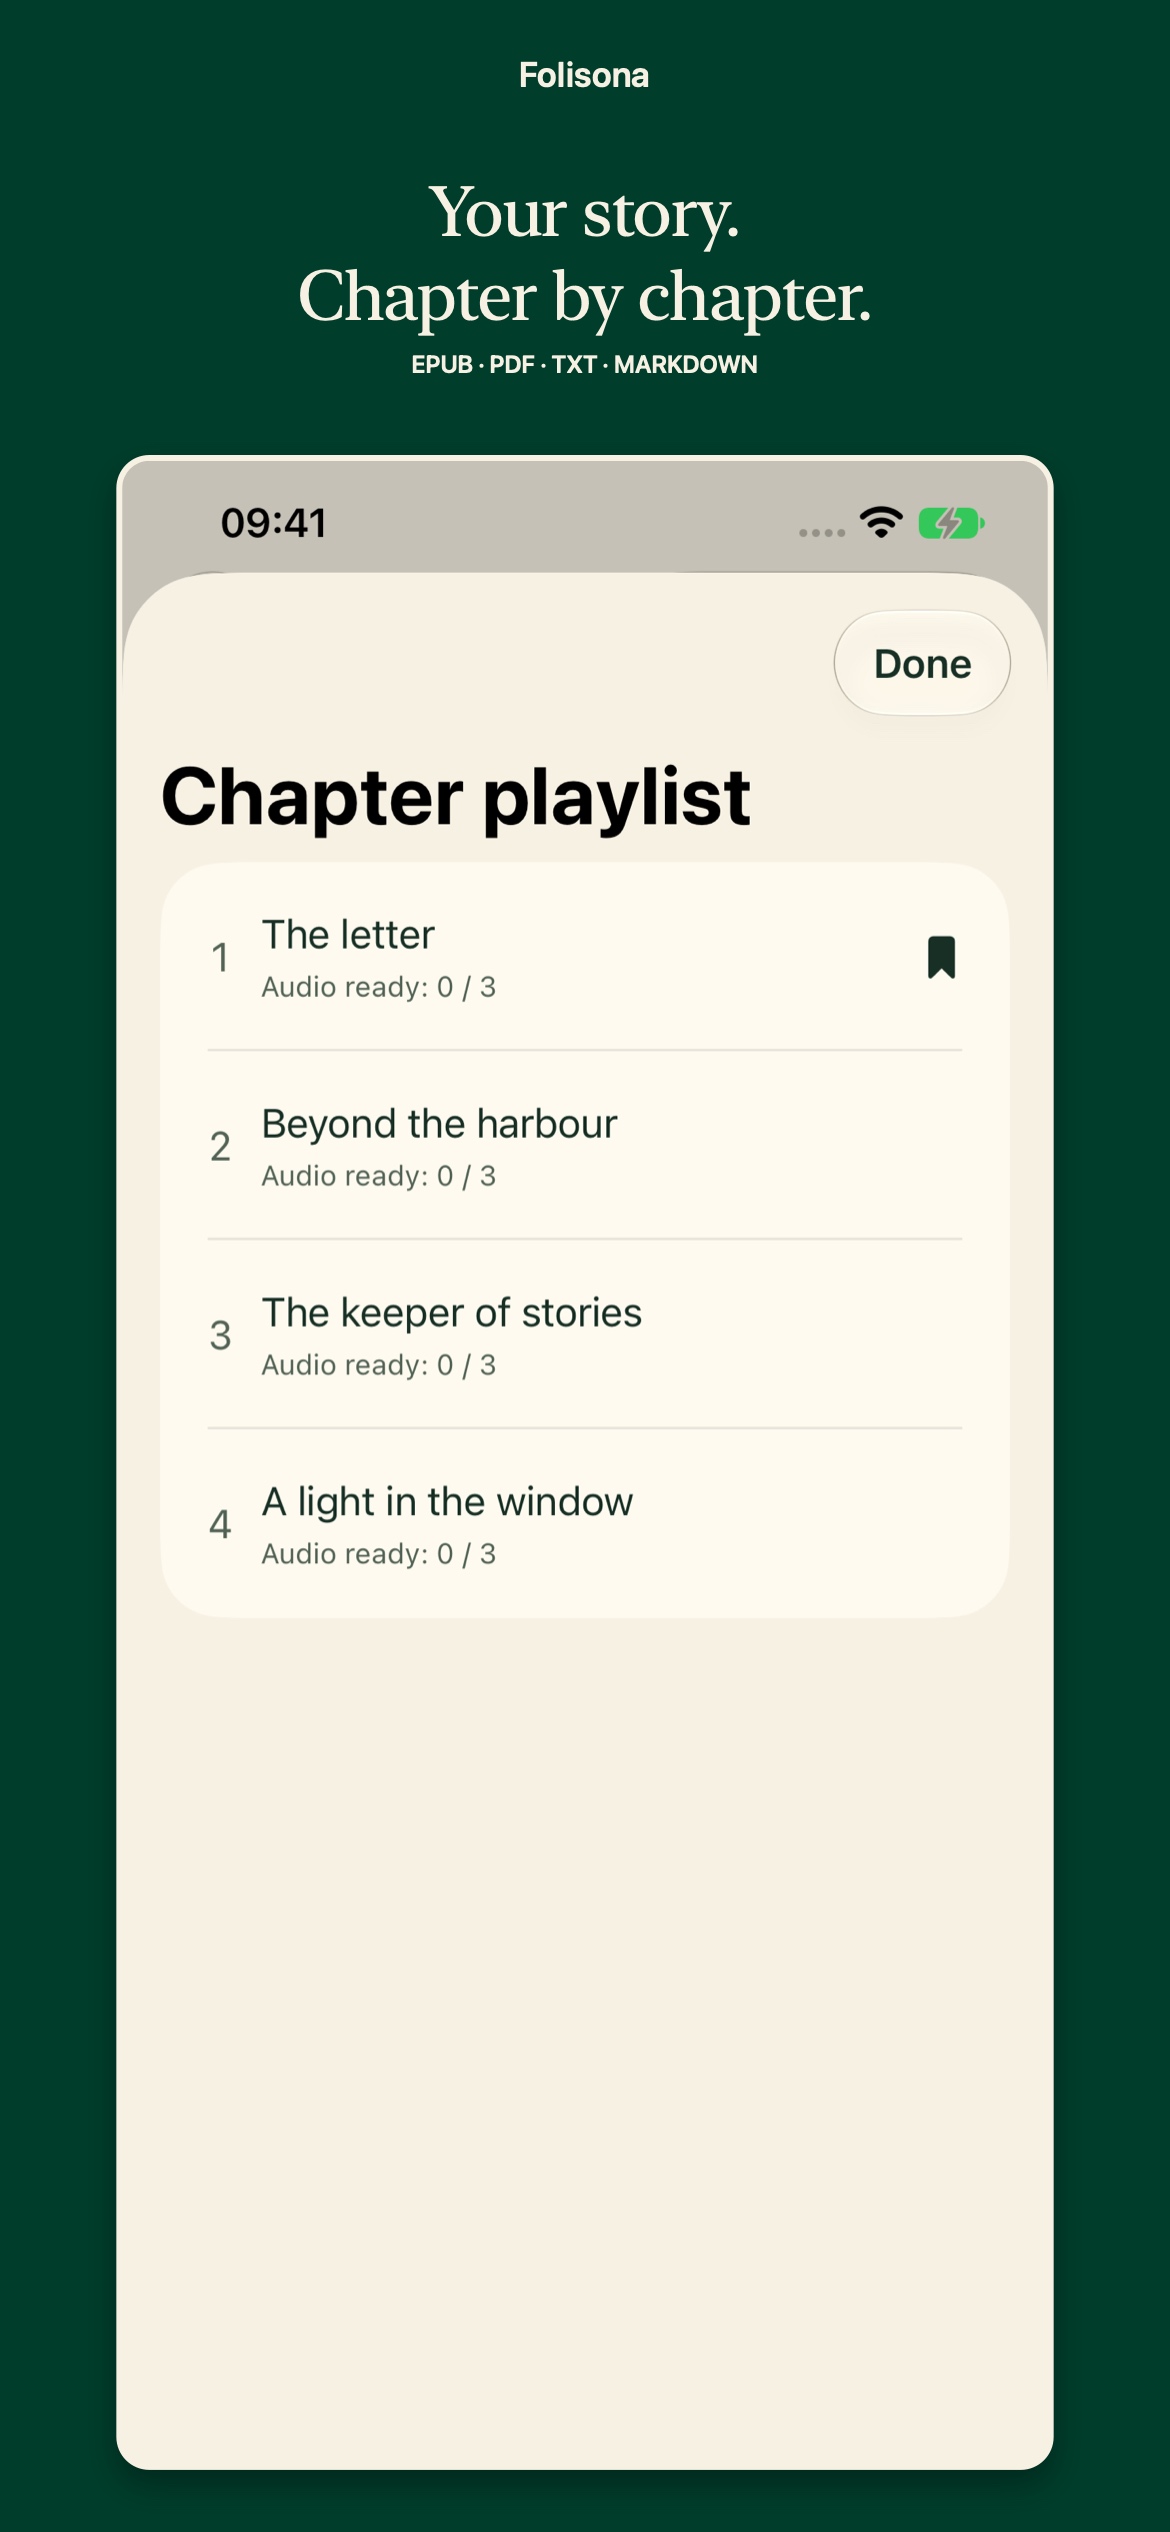 Folisona
Your story.
Chapter by chapter.
EPUB · PDF · TXT · MARKDOWN
09:41
Done
Chapter playlist
1
The letter
Audio ready: 0 / 3
2
Beyond the harbour
Audio ready: 0 / 3
3
The keeper of stories
Audio ready: 0 / 3
4
A light in the window
Audio ready: 0 / 3